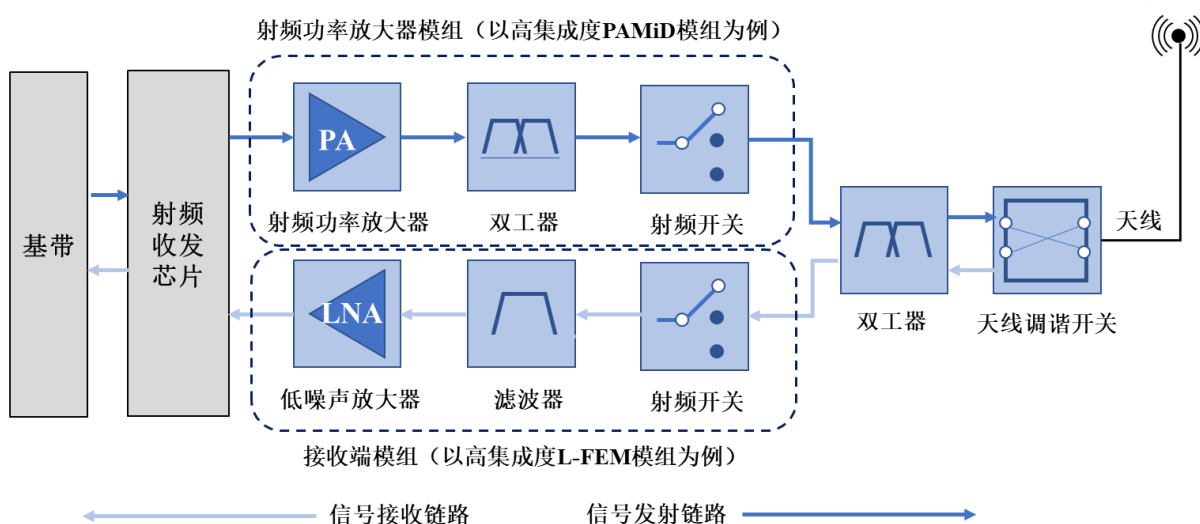 射频功率放大器模组（以高集成度PAMiD模组为例）
PA
射频功率放大器
双工器
射频开关
基带
射频
收发
芯片
天线
双工器
天线调谐开关
LNA
低噪声放大器
滤波器
射频开关
接收端模组（以高集成度L-FEM模组为例）
信号接收链路
信号发射链路